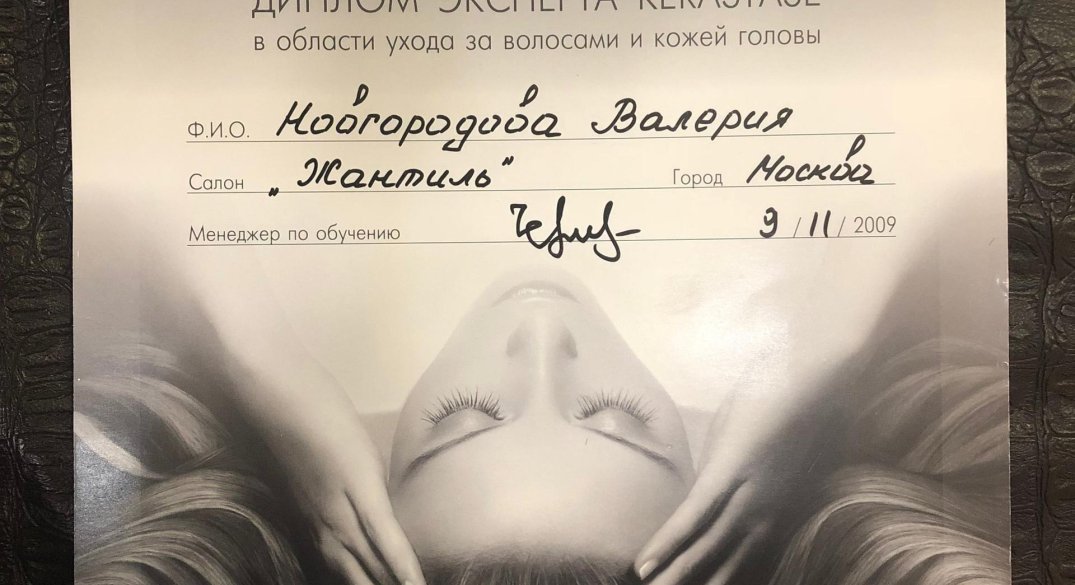 ДИПЛОМ ЭКСПЕРТА KÉRASTASE
в области ухода за волосами и кожей головы
Ф.И.О. Новгородова Валерия
Салон „Жантиль" Город Москва
Менеджер по обучению 9 / 11 / 2009